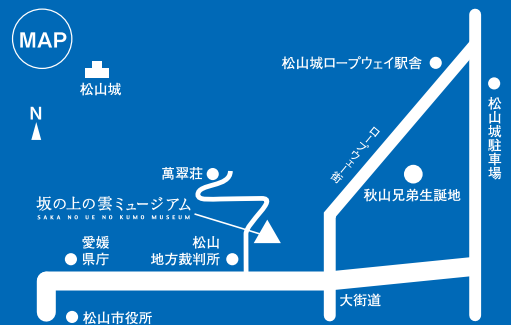 MAP
松山城ロープウェイ駅舎
松山城
松山城駐車場
N
ロープウェー街
萬翠荘
秋山兄弟生誕地
坂の上の雲ミュージアム
SAKA NO UE NO KUMO MUSEUM
愛媛
県庁
松山
地方裁判所
大街道
松山市役所